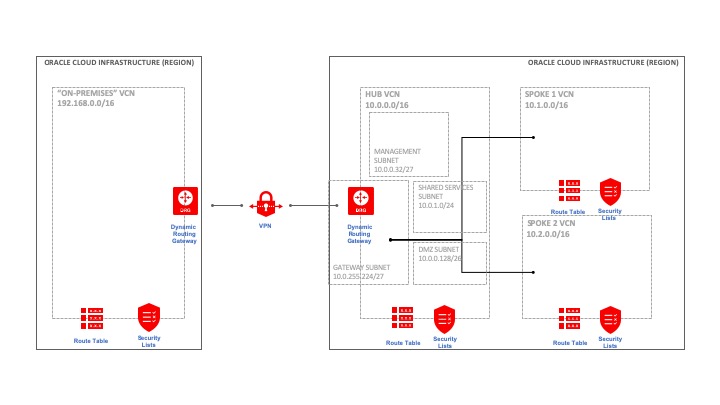 ORACLE CLOUD INFRASTRUCTURE (REGION)
"ON-PREMISES" VCN
192.168.0.0/16
DRG
Dynamic
Routing
Gateway
Route Table
Security
Lists
VPN
ORACLE CLOUD INFRASTRUCTURE (REGION)
HUB VCN
10.0.0.0/16
MANAGEMENT
SUBNET
10.0.0.32/27
SHARED SERVICES
SUBNET
10.0.1.0/24
DRG
Dynamic
Routing
Gateway
DMZ SUBNET
10.0.0.128/26
GATEWAY SUBNET
10.0.255.224/27
Route Table
Security
Lists
SPOKE 1 VCN
10.1.0.0/16
Route Table
Security
Lists
SPOKE 2 VCN
10.2.0.0/16
Route Table
Security
Lists